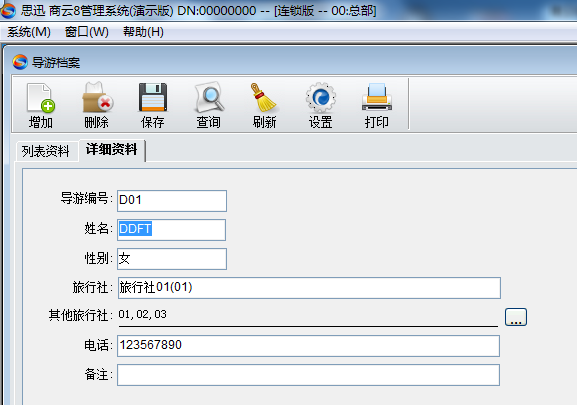 思迅 商云8管理系统(演示版) DN:00000000 -- [连锁版 -- 00:总部]
系统(M) 窗口(W) 帮助(H)
导游档案
增加 删除 保存 查询 刷新 设置 打印
列表资料 详细资料
导游编号: D01
姓名: DDFT
性别: 女
旅行社: 旅行社01(01)
其他旅行社: 01,02,03 ...
电话: 123567890
备注: